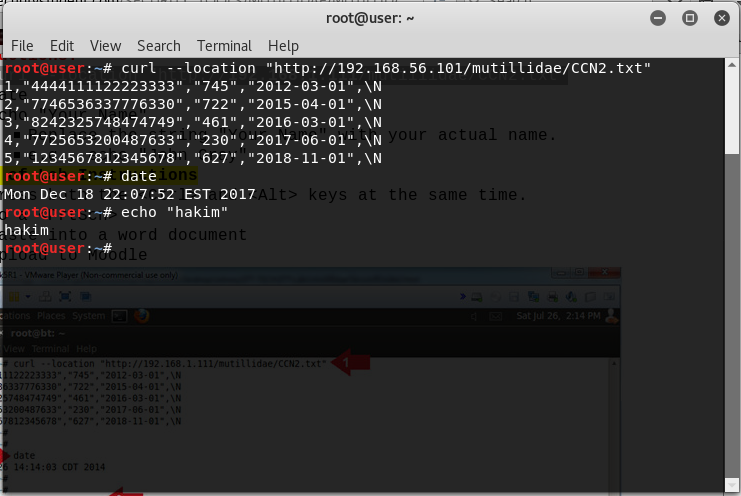 root@user: ~
File Edit View Search Terminal Help
root@user:~# curl --location "http://192.168.56.101/mutillidae/CCN2.txt"
1,"4444111122223333","745","2012-03-01",\N
2,"7746536337776330","722","2015-04-01",\N
3,"8242325748474749","461","2016-03-01",\N
4,"7725653200487633","230","2017-06-01",\N
5,"1234567812345678","627","2018-11-01",\N
root@user:~# date
Mon Dec 18 22:07:52 EST 2017
root@user:~# echo "hakim"
hakim
root@user:~#
with your actual name.
Instructions
<Alt> keys at the same time.
into a word document
to Moodle
VMware Player (Non-commercial use only)
Places System
Sat Jul 26, 2:14 PM
root@bt: ~
View Terminal Help
# curl --location "http://192.168.1.111/mutillidae/CCN2.txt" 1
11122223333","745","2012-03-01",\N
36337776330","722","2015-04-01",\N
25748474749","461","2016-03-01",\N
53200487633","230","2017-06-01",\N
67812345678","627","2018-11-01",\N
#
#
date
26 14:14:03 CDT 2014
#
#